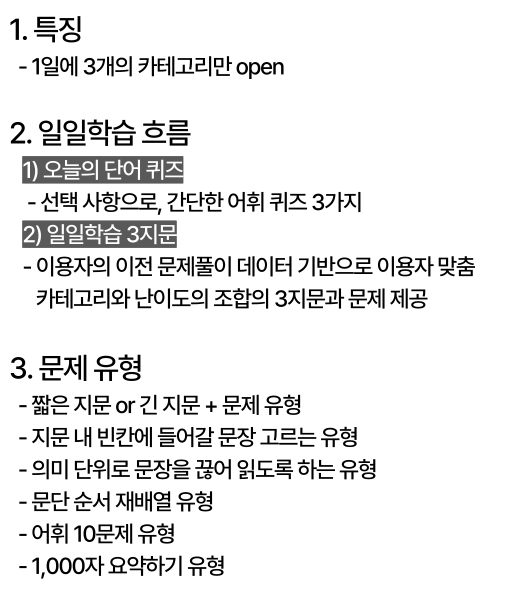 1. 특징
- 1일에 3개의 카테고리만 open
2. 일일학습 흐름
1) 오늘의 단어 퀴즈
- 선택 사항으로, 간단한 어휘 퀴즈 3가지
2) 일일학습 3지문
- 이용자의 이전 문제풀이 데이터 기반으로 이용자 맞춤
카테고리와 난이도의 조합의 3지문과 문제 제공
3. 문제 유형
- 짧은 지문 or 긴 지문 + 문제 유형
- 지문 내 빈칸에 들어갈 문장 고르는 유형
- 의미 단위로 문장을 끊어 읽도록 하는 유형
- 문단 순서 재배열 유형
- 어휘 10문제 유형
- 1,000자 요약하기 유형